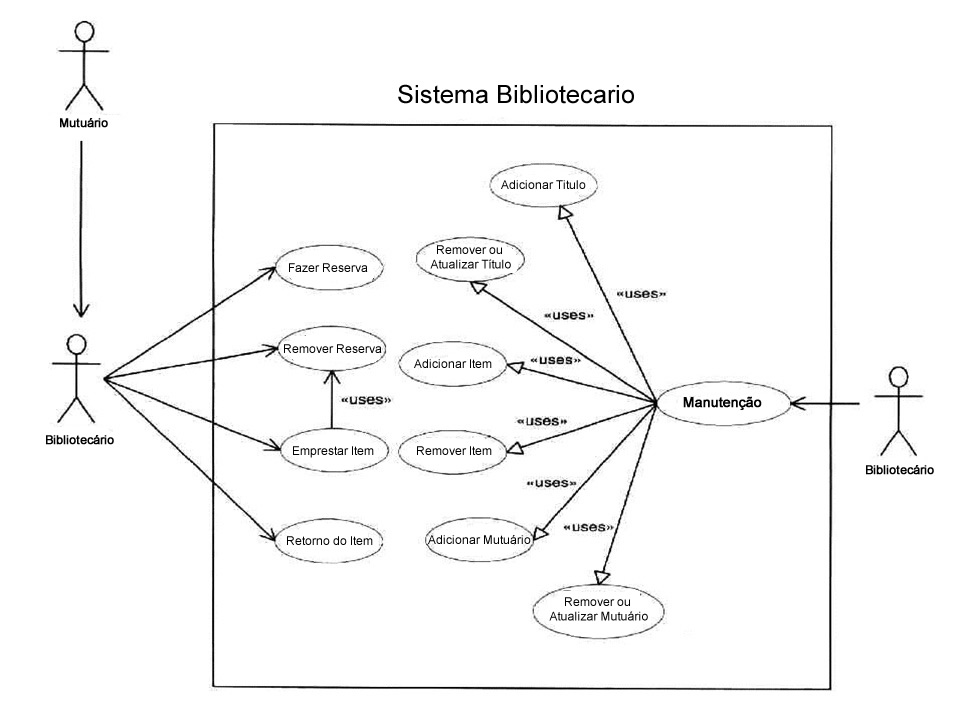 Mutuário
Sistema Bibliotecario
Adicionar Titulo
Remover ou
Atualizar Título
Fazer Reserva
«uses»
«uses»
Remover Reserva
Adicionar Item
«uses»
«uses»
Manutenção
Bibliotecário
Emprestar Item
Remover Item
«uses»
Bibliotecário
«uses»
Retorno do Item
Adicionar Mutuário
«uses»
Remover ou
Atualizar Mutuário